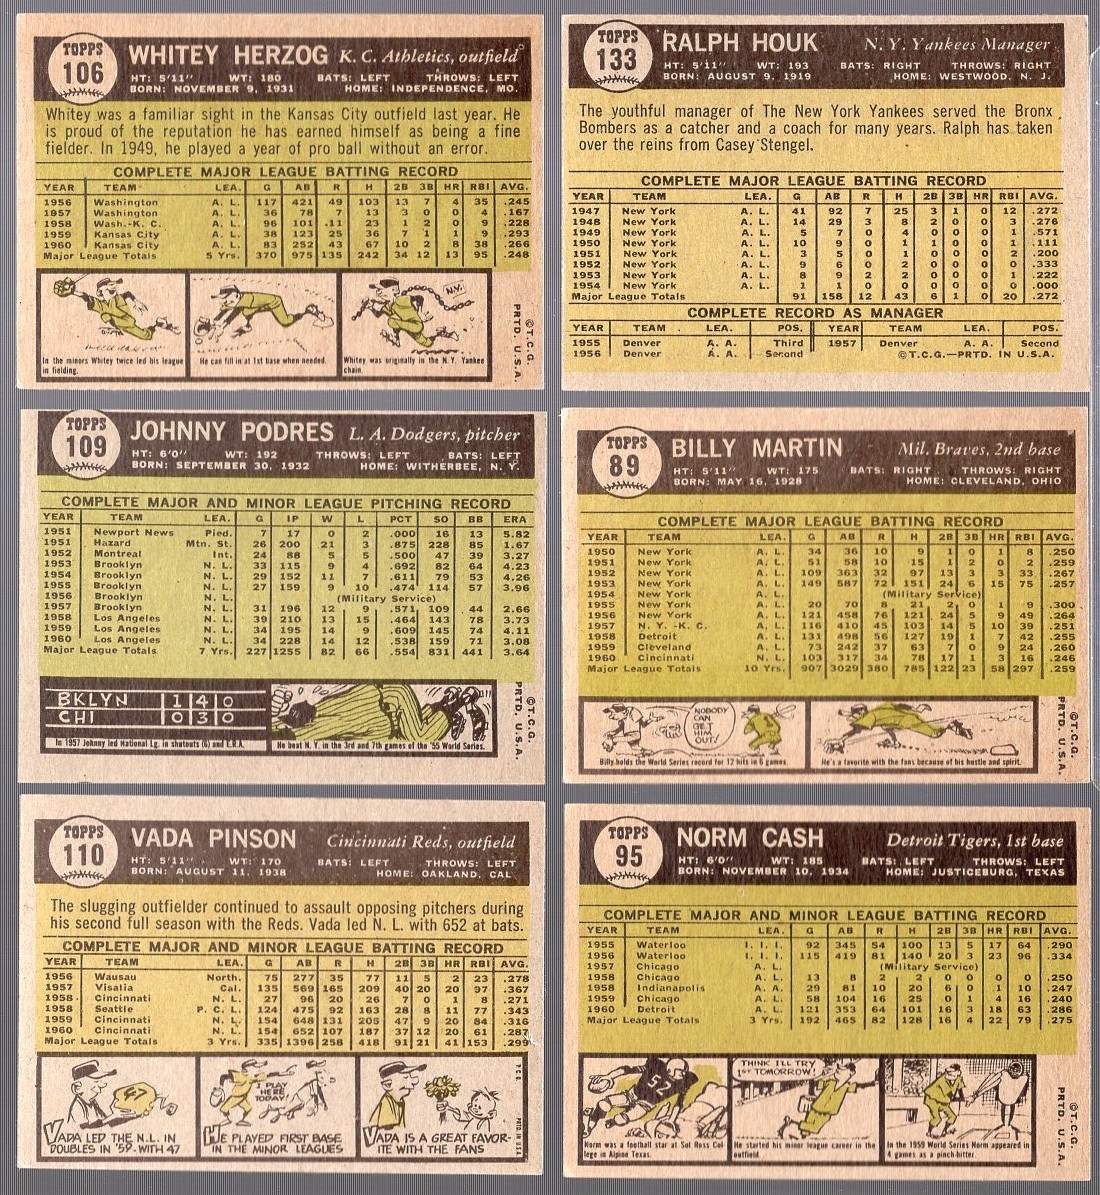 TOPPS
106
WHITEY HERZOG K. C. Athletics, outfield
HT: 5'11" WT: 180 BATS: LEFT THROWS: LEFT
BORN: NOVEMBER 9, 1931 HOME: INDEPENDENCE, MO.
Whitey was a familiar sight in the Kansas City outfield last year. He
is proud of the reputation he has earned himself as being a fine
fielder. In 1949, he played a year of pro ball without an error.
COMPLETE MAJOR LEAGUE BATTING RECORD
YEAR TEAM LEA. G AB R H 2B 3B HR RBI AVG.
1956 Washington A. L. 117 421 49 103 13 7 4 35 .245
1957 Washington A. L. 36 78 7 13 3 0 0 4 .167
1958 Wash.-K. C. A. L. 96 101 11 23 1 2 0 9 .228
1959 Kansas City A. L. 38 123 25 36 7 1 1 9 .293
1960 Kansas City A. L. 83 252 43 67 10 2 8 38 .266
Major League Totals 5 Yrs. 370 975 135 242 34 12 13 95 .248
N.Y.
In the minors Whitey twice led his league
in fielding.
He can fill in at 1st base when needed.
Whitey was originally in the N.Y. Yankee
chain.
©T.C.G.
PRTD. U.S.A.
TOPPS
133
RALPH HOUK N. Y. Yankees Manager
HT: 5'11" WT: 193 BATS: RIGHT THROWS: RIGHT
BORN: AUGUST 9, 1919 HOME: WESTWOOD, N. J.
The youthful manager of The New York Yankees served the Bronx
Bombers as a catcher and a coach for many years. Ralph has taken
over the reins from Casey Stengel.
COMPLETE MAJOR LEAGUE BATTING RECORD
YEAR TEAM LEA. G AB R H 2B 3B HR RBI AVG.
1947 New York A. L. 41 92 7 25 3 1 0 12 .272
1948 New York A. L. 14 29 3 8 2 0 0 3 .276
1949 New York A. L. 5 7 0 4 0 0 0 1 .571
1950 New York A. L. 10 9 0 1 1 0 0 1 .111
1951 New York A. L. 3 5 0 1 0 0 0 2 .200
1952 New York A. L. 9 6 0 2 0 0 0 0 .333
1953 New York A. L. 8 9 2 2 0 0 0 1 .222
1954 New York A. L. 1 1 0 0 0 0 0 0 .000
Major League Totals 91 158 12 43 6 1 0 20 .272
COMPLETE RECORD AS MANAGER
YEAR TEAM LEA. POS. YEAR TEAM LEA. POS.
1955 Denver A. A. Third 1957 Denver A. A. Second
1956 Denver A. A. Second ©T.C.G.—PRTD. IN U.S.A.
TOPPS
109
JOHNNY PODRES L. A. Dodgers, pitcher
HT: 6'0" WT: 192 THROWS: LEFT BATS: LEFT
BORN: SEPTEMBER 30, 1932 HOME: WITHERBEE, N. Y.
COMPLETE MAJOR AND MINOR LEAGUE PITCHING RECORD
YEAR TEAM LEA. G IP W L PCT SO BB ERA
1951 Newport News Pied. 7 17 0 2 .000 16 13 5.82
1951 Hazard Mtn. St. 26 200 21 3 .875 228 85 1.67
1952 Montreal Int. 24 88 5 5 .500 47 39 3.27
1953 Brooklyn N. L. 33 115 9 4 .692 82 64 4.23
1954 Brooklyn N. L. 29 152 11 7 .611 79 53 4.26
1955 Brooklyn N. L. 27 159 9 10 .474 114 57 3.96
1956 Brooklyn N. L. (Military Service)
1957 Brooklyn N. L. 31 196 12 9 .571 109 44 2.66
1958 Los Angeles N. L. 39 210 13 15 .464 143 78 3.73
1959 Los Angeles N. L. 34 195 14 9 .609 145 74 4.11
1960 Los Angeles N. L. 34 228 14 12 .538 159 71 3.08
Major League Totals 7 Yrs. 227 1255 82 66 .554 831 441 3.64
BKLYN 1 4 0
CHI 0 3 0
In 1957 Johnny led National Lg. in shutouts (6) and E.R.A.
He beat N. Y. in the 3rd and 7th games of the '55 World Series.
©T.C.G.
PRTD. U.S.A.
TOPPS
89
BILLY MARTIN Mil. Braves, 2nd base
HT: 5'11" WT: 175 BATS: RIGHT THROWS: RIGHT
BORN: MAY 16, 1928 HOME: CLEVELAND, OHIO
COMPLETE MAJOR LEAGUE BATTING RECORD
YEAR TEAM LEA. G AB R H 2B 3B HR RBI AVG.
1950 New York A. L. 34 36 10 9 1 0 1 8 .250
1951 New York A. L. 51 58 10 15 1 2 0 2 .259
1952 New York A. L. 109 363 32 97 13 3 3 33 .267
1953 New York A. L. 149 587 72 151 24 6 15 75 .257
1954 New York A. L. (Military Service)
1955 New York A. L. 20 70 8 21 2 0 1 9 .300
1956 New York A. L. 121 458 76 121 24 5 9 49 .264
1957 N. Y. -K. C. A. L. 116 410 45 103 14 5 10 39 .251
1958 Detroit A. L. 131 498 56 127 19 1 7 42 .255
1959 Cleveland A. L. 73 242 37 63 7 0 9 24 .260
1960 Cincinnati N. L. 103 317 34 78 17 1 3 16 .246
Major League Totals 10 Yrs. 907 3029 380 785 122 23 58 297 .259
NOBODY
CAN
GET
HIM
OUT!
Billy holds the World Series record for 12 hits in 6 games.
He's a favorite with the fans because of his hustle and spirit.
©T.C.G.
PRTD. U.S.A.
TOPPS
110
VADA PINSON Cincinnati Reds, outfield
HT: 5'11" WT: 170 BATS: LEFT THROWS: LEFT
BORN: AUGUST 11, 1938 HOME: OAKLAND, CAL
The slugging outfielder continued to assault opposing pitchers during
his second full season with the Reds. Vada led N. L. with 652 at bats.
COMPLETE MAJOR AND MINOR LEAGUE BATTING RECORD
YEAR TEAM LEA. G AB R H 2B 3B HR RBI AVG.
1956 Wausau North. 75 277 35 77 11 5 2 23 .278
1957 Visalia Cal. 135 569 165 209 40 20 20 97 .367
1958 Cincinnati N. L. 27 96 20 26 7 0 1 8 .271
1958 Seattle P. C. L. 124 475 92 163 28 8 11 77 .343
1959 Cincinnati N. L. 154 648 131 205 47 9 20 84 .316
1960 Cincinnati N. L. 154 652 107 187 37 12 20 61 .287
Major League Totals 3 Yrs. 335 1396 258 418 91 21 41 153 .299
47
I PLAY
HERE
TODAY!
VADA LED THE N.L. IN
DOUBLES IN '59-WITH 47
HE PLAYED FIRST BASE
IN THE MINOR LEAGUES
VADA IS A GREAT FAVOR-
ITE WITH THE FANS
T.C.G.
PRTD. IN U.S.A.
TOPPS
95
NORM CASH Detroit Tigers, 1st base
HT: 6'0" WT: 185 BATS: LEFT THROWS: LEFT
BORN: NOVEMBER 10, 1934 HOME: JUSTICEBURG, TEXAS
COMPLETE MAJOR AND MINOR LEAGUE BATTING RECORD
YEAR TEAM LEA. G AB R H 2B 3B HR RBI AVG.
1955 Waterloo I. I. I. 92 345 54 100 13 5 17 64 .290
1956 Waterloo I. I. I. 115 419 81 140 20 3 23 96 .334
1957 Chicago A. L. (Military Service)
1958 Chicago A. L. 13 8 2 2 0 0 0 0 .250
1958 Indianapolis A. A. 29 81 10 20 6 0 1 10 .247
1959 Chicago A. L. 58 104 16 25 0 1 4 16 .240
1960 Detroit A. L. 121 353 64 101 16 3 18 63 .286
Major League Totals 3 Yrs. 192 465 82 128 16 4 22 79 .275
52
THINK I'LL TRY
1ST TOMORROW!
Norm was a football star at Sol Ross Col-
lege in Alpine Texas.
He started his minor league career in the
outfield.
In the 1959 World Series Norm appeared in
4 games as a pinch-hitter.
©T.C.G.
PRTD. U.S.A.